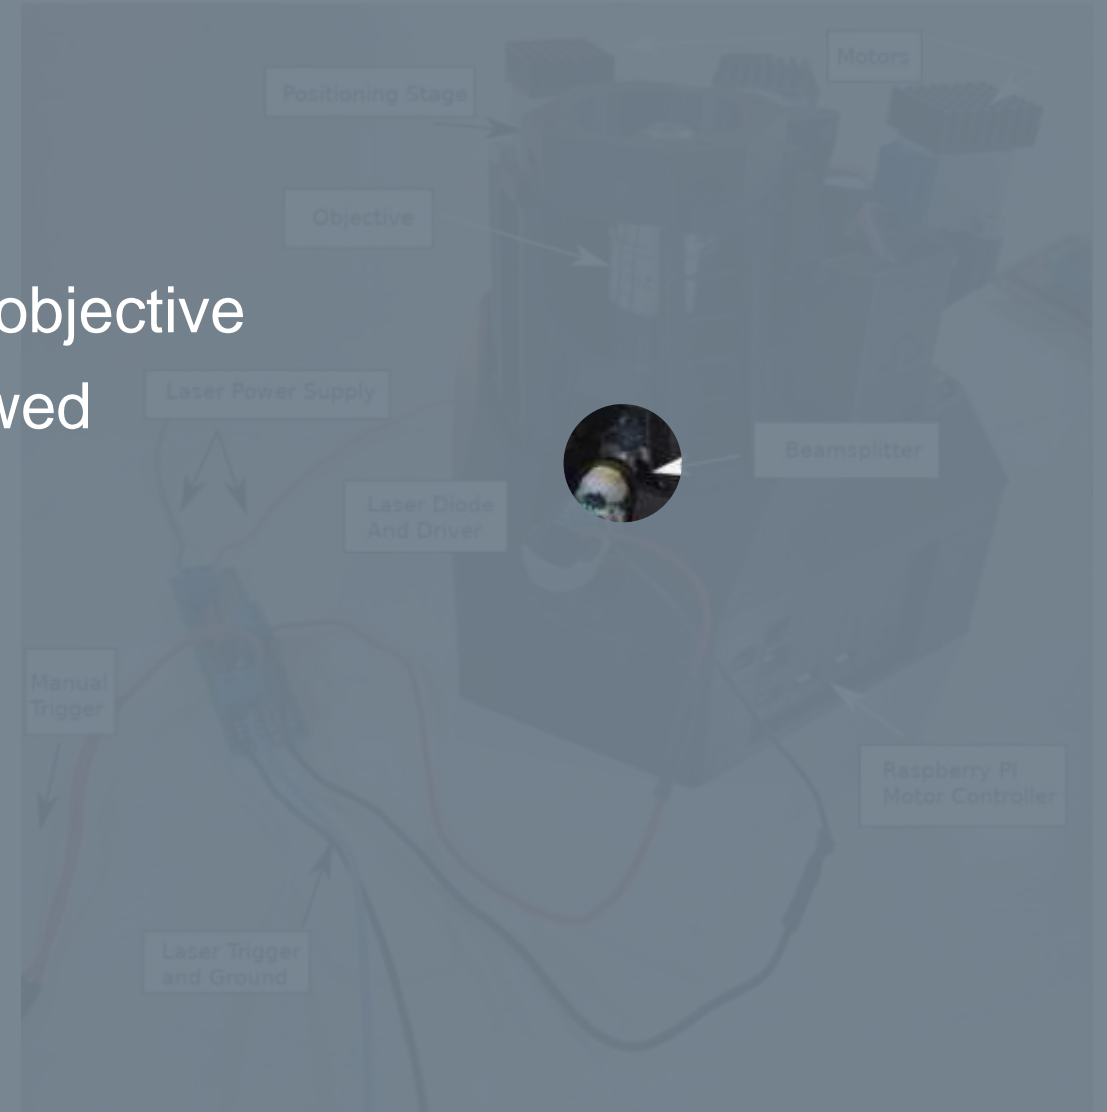 Motors
Positioning Stage
Objective
objective
Laser Power Supply
Beamsplitter
Laser Diode
And Driver
Manual
Trigger
Raspberry PI
Motor Controller
Laser Trigger
and Ground